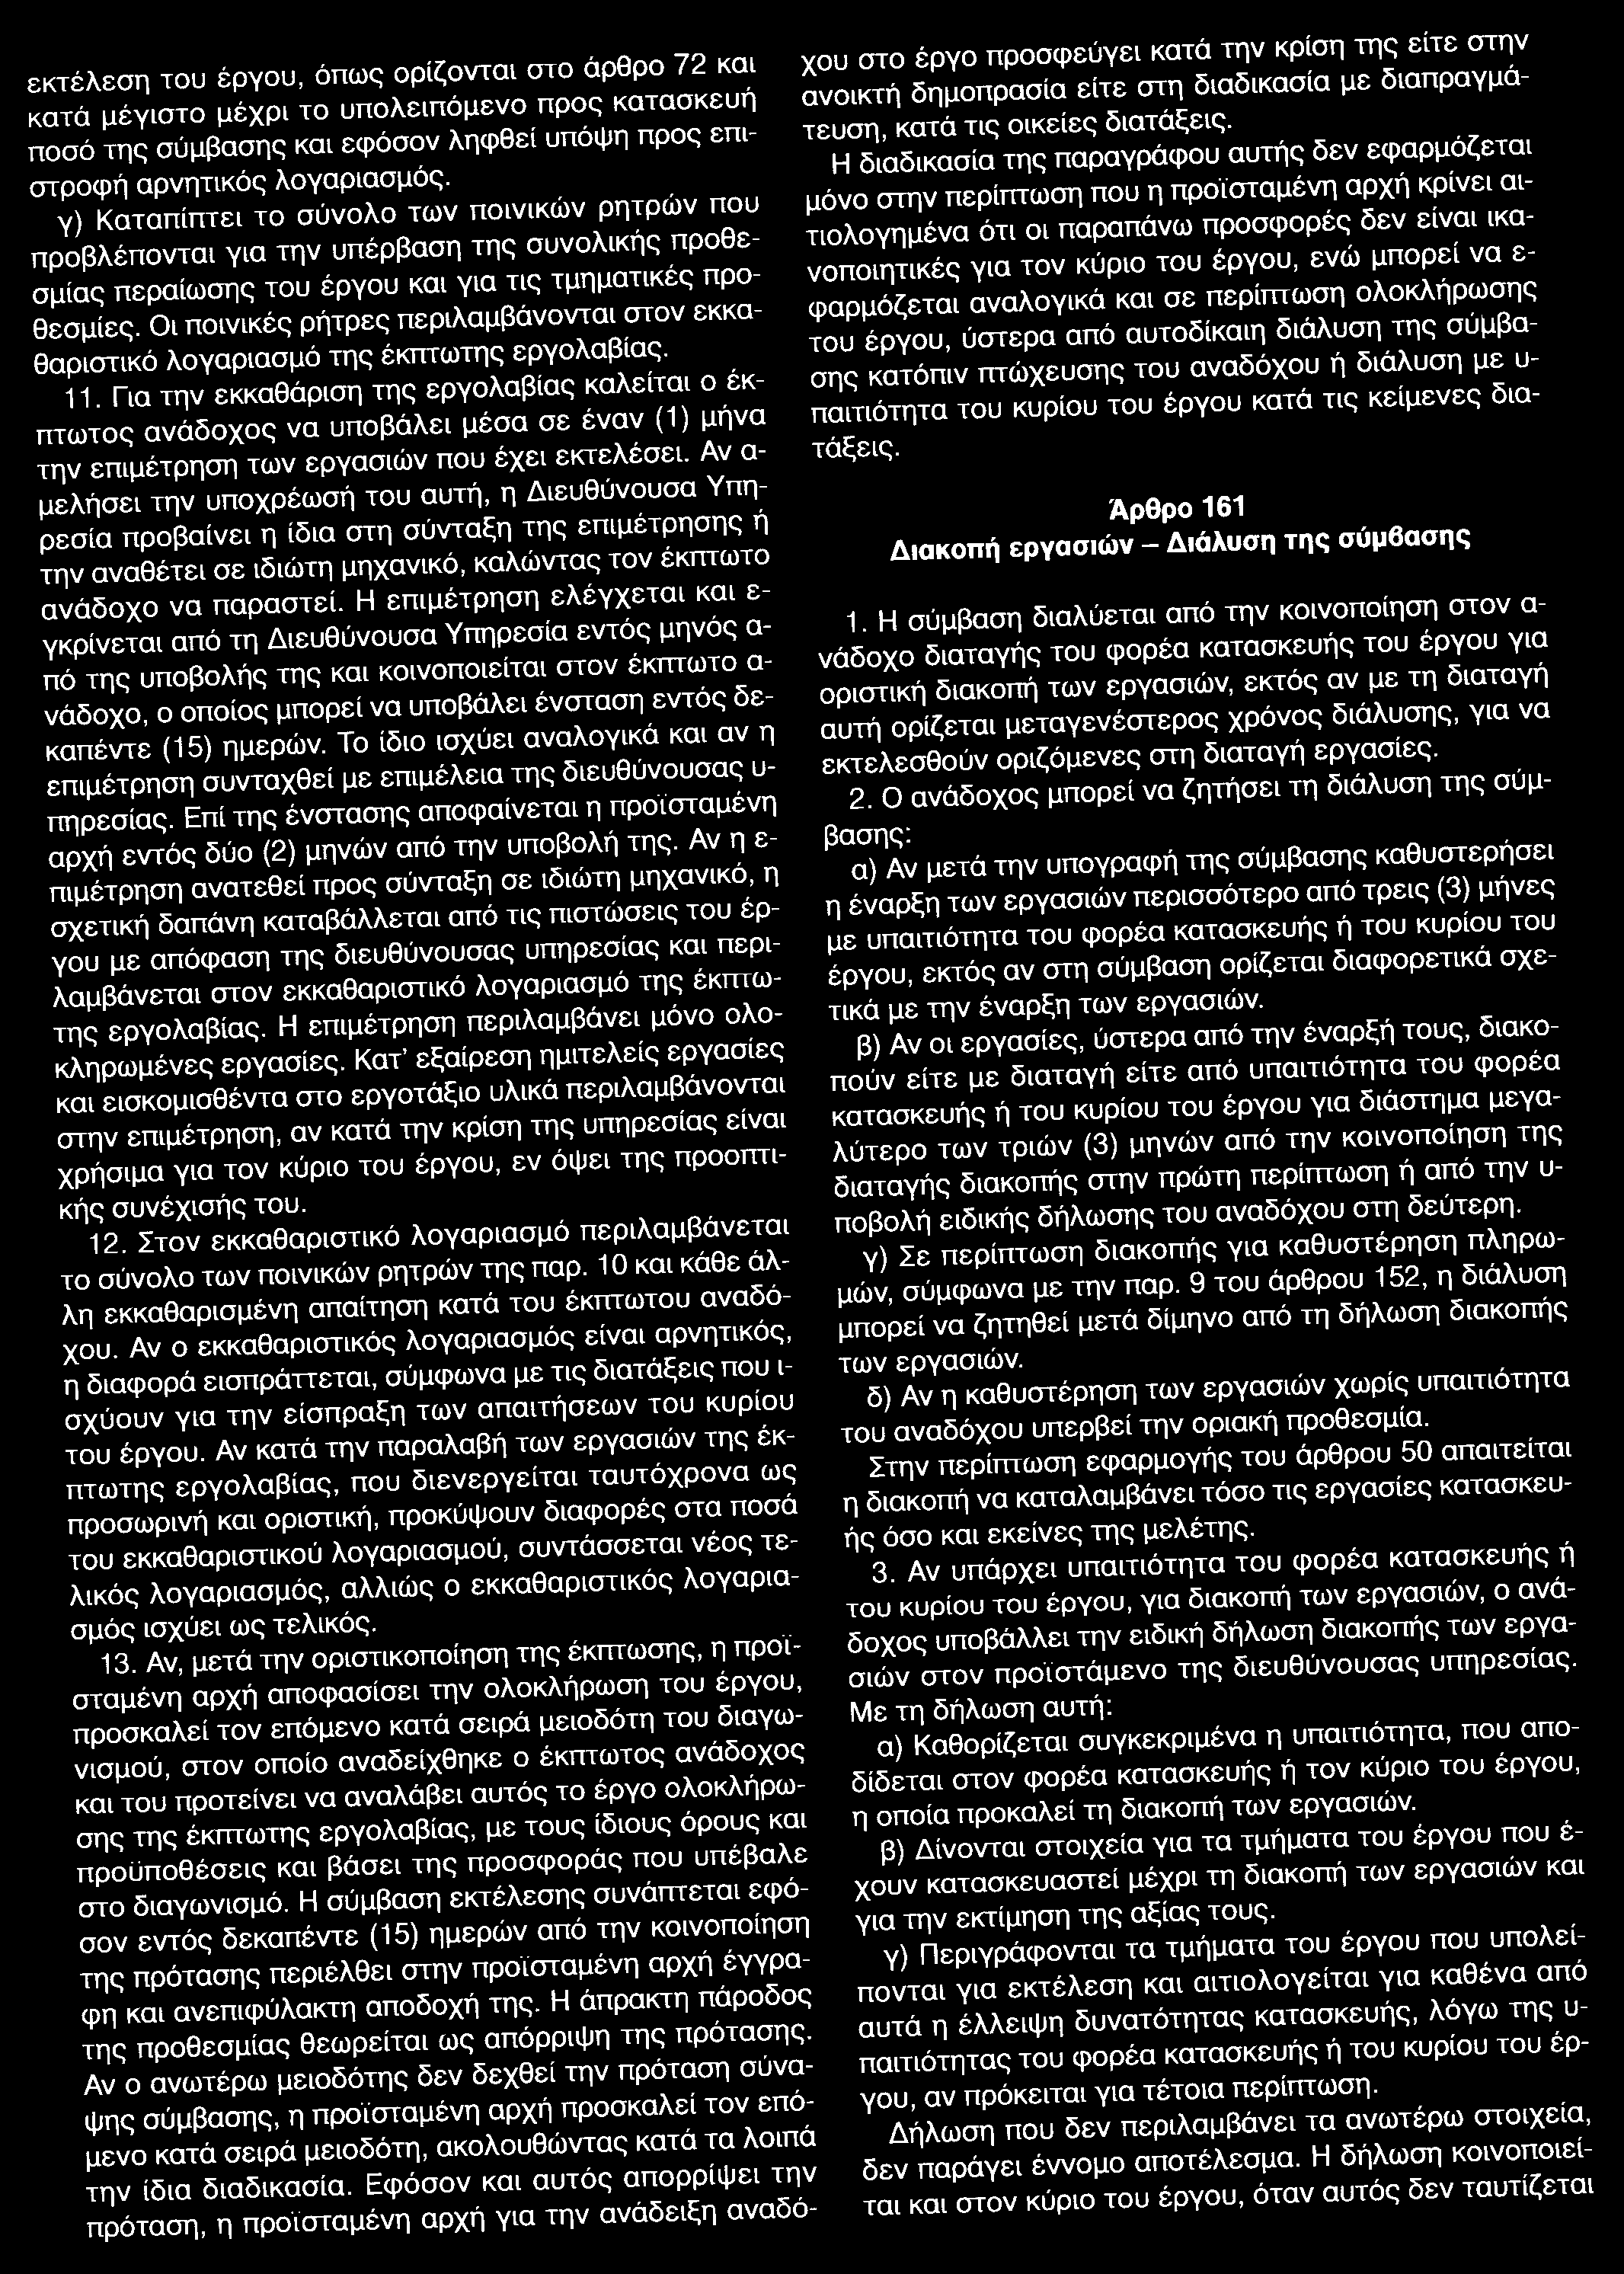 εκτέλεση του έργου, όπως ορίζονται στο άρθρο 72 και
κατά μέγιστο μέχρι το υπολειπόμενο προς κατασκευή
ποσό της σύμβασης και εφόσον ληφθεί υπόψη προς επι-
στροφή αρνητικός λογαριασμός.
γ) Καταπίπτει το σύνολο των ποινικών ρητρών που
προβλέπονται για την υπέρβαση της συνολικής προθε-
σμίας περαίωσης του έργου και για τις τμηματικές προ-
θεσμίες. Οι ποινικές ρήτρες περιλαμβάνονται στον εκκα-
θαριστικό λογαριασμό της έκπτωτης εργολαβίας.
11. Για την εκκαθάριση της εργολαβίας καλείται ο έκ-
πτωτος ανάδοχος να υποβάλει μέσα σε έναν (1) μήνα
την επιμέτρηση των εργασιών που έχει εκτελέσει. Αν α-
μελήσει την υποχρέωσή του αυτή, η Διευθύνουσα Υπη-
ρεσία προβαίνει η ίδια στη σύνταξη της επιμέτρησης ή
την αναθέτει σε ιδιώτη μηχανικό, καλώντας τον έκπτωτο
ανάδοχο να παραστεί. Η επιμέτρηση ελέγχεται και ε-
γκρίνεται από τη Διευθύνουσα Υπηρεσία εντός μηνός α-
πό της υποβολής της και κοινοποιείται στον έκπτωτο α-
νάδοχο, ο οποίος μπορεί να υποβάλει ένσταση εντός δε-
καπέντε (15) ημερών. Το ίδιο ισχύει αναλογικά και αν η
επιμέτρηση συνταχθεί με επιμέλεια της διευθύνουσας υ-
πηρεσίας. Επί της ένστασης αποφαίνεται η προϊσταμένη
αρχή εντός δύο (2) μηνών από την υποβολή της. Αν η ε-
πιμέτρηση ανατεθεί προς σύνταξη σε ιδιώτη μηχανικό, η
σχετική δαπάνη καταβάλλεται από τις πιστώσεις του έρ-
γου με απόφαση της διευθύνουσας υπηρεσίας και περι-
λαμβάνεται στον εκκαθαριστικό λογαριασμό της έκπτω-
της εργολαβίας. Η επιμέτρηση περιλαμβάνει μόνο ολο-
κληρωμένες εργασίες. Κατ' εξαίρεση ημιτελείς εργασίες
και εισκομισθέντα στο εργοτάξιο υλικά περιλαμβάνονται
στην επιμέτρηση, αν κατά την κρίση της υπηρεσίας είναι
χρήσιμα για τον κύριο του έργου, εν όψει της προοπτι-
κής συνέχισής του.
12. Στον εκκαθαριστικό λογαριασμό περιλαμβάνεται
το σύνολο των ποινικών ρητρών της παρ. 10 και κάθε άλ-
λη εκκαθαρισμένη απαίτηση κατά του έκπτωτου αναδό-
χου. Αν ο εκκαθαριστικός λογαριασμός είναι αρνητικός,
η διαφορά εισπράττεται, σύμφωνα με τις διατάξεις που ι-
σχύουν για την είσπραξη των απαιτήσεων του κυρίου
του έργου. Αν κατά την παραλαβή των εργασιών της έκ-
πτωτης εργολαβίας, που διενεργείται ταυτόχρονα ως
προσωρινή και οριστική, προκύψουν διαφορές στα ποσά
του εκκαθαριστικού λογαριασμού, συντάσσεται νέος τε-
λικός λογαριασμός, αλλιώς ο εκκαθαριστικός λογαρια-
σμός ισχύει ως τελικός.
13. Αν, μετά την οριστικοποίηση της έκπτωσης, η προϊ-
σταμένη αρχή αποφασίσει την ολοκλήρωση του έργου,
προσκαλεί τον επόμενο κατά σειρά μειοδότη του διαγω-
νισμού, στον οποίο αναδείχθηκε ο έκπτωτος ανάδοχος
και του προτείνει να αναλάβει αυτός το έργο ολοκλήρω-
σης της έκπτωτης εργολαβίας, με τους ίδιους όρους και
προϋποθέσεις και βάσει της προσφοράς που υπέβαλε
στο διαγωνισμό. Η σύμβαση εκτέλεσης συνάπτεται εφό-
σον εντός δεκαπέντε (15) ημερών από την κοινοποίηση
της πρότασης περιέλθει στην προϊσταμένη αρχή έγγρα-
φη και ανεπιφύλακτη αποδοχή της. Η άπρακτη πάροδος
της προθεσμίας θεωρείται ως απόρριψη της πρότασης.
Αν ο ανωτέρω μειοδότης δεν δεχθεί την πρόταση σύνα-
ψης σύμβασης, η προϊσταμένη αρχή προσκαλεί τον επό-
μενο κατά σειρά μειοδότη, ακολουθώντας κατά τα λοιπά
την ίδια διαδικασία. Εφόσον και αυτός απορρίψει την
πρόταση, η προϊσταμένη αρχή για την ανάδειξη αναδό-
χου στο έργο προσφεύγει κατά την κρίση της είτε στην
ανοικτή δημοπρασία είτε στη διαδικασία με διαπραγμά-
τευση, κατά τις οικείες διατάξεις.
Η διαδικασία της παραγράφου αυτής δεν εφαρμόζεται
μόνο στην περίπτωση που η προϊσταμένη αρχή κρίνει αι-
τιολογημένα ότι οι παραπάνω προσφορές δεν είναι ικα-
νοποιητικές για τον κύριο του έργου, ενώ μπορεί να ε-
φαρμόζεται αναλογικά και σε περίπτωση ολοκλήρωσης
του έργου, ύστερα από αυτοδίκαιη διάλυση της σύμβα-
σης κατόπιν πτώχευσης του αναδόχου ή διάλυση με υ-
παιτιότητα του κυρίου του έργου κατά τις κείμενες δια-
τάξεις.
Άρθρο 161
Διακοπή εργασιών – Διάλυση της σύμβασης
1. Η σύμβαση διαλύεται από την κοινοποίηση στον α-
νάδοχο διαταγής του φορέα κατασκευής του έργου για
οριστική διακοπή των εργασιών, εκτός αν με τη διαταγή
αυτή ορίζεται μεταγενέστερος χρόνος διάλυσης, για να
εκτελεσθούν οριζόμενες στη διαταγή εργασίες.
2. Ο ανάδοχος μπορεί να ζητήσει τη διάλυση της σύμ-
βασης:
α) Αν μετά την υπογραφή της σύμβασης καθυστερήσει
η έναρξη των εργασιών περισσότερο από τρεις (3) μήνες
με υπαιτιότητα του φορέα κατασκευής ή του κυρίου του
έργου, εκτός αν στη σύμβαση ορίζεται διαφορετικά σχε-
τικά με την έναρξη των εργασιών.
β) Αν οι εργασίες, ύστερα από την έναρξή τους, διακο-
πούν είτε με διαταγή είτε από υπαιτιότητα του φορέα
κατασκευής ή του κυρίου του έργου για διάστημα μεγα-
λύτερο των τριών (3) μηνών από την κοινοποίηση της
διαταγής διακοπής στην πρώτη περίπτωση ή από την υ-
ποβολή ειδικής δήλωσης του αναδόχου στη δεύτερη.
γ) Σε περίπτωση διακοπής για καθυστέρηση πληρω-
μών, σύμφωνα με την παρ. 9 του άρθρου 152, η διάλυση
μπορεί να ζητηθεί μετά δίμηνο από τη δήλωση διακοπής
των εργασιών.
δ) Αν η καθυστέρηση των εργασιών χωρίς υπαιτιότητα
του αναδόχου υπερβεί την οριακή προθεσμία.
Στην περίπτωση εφαρμογής του άρθρου 50 απαιτείται
η διακοπή να καταλαμβάνει τόσο τις εργασίες κατασκευ-
ής όσο και εκείνες της μελέτης.
3. Αν υπάρχει υπαιτιότητα του φορέα κατασκευής ή
του κυρίου του έργου, για διακοπή των εργασιών, ο ανά-
δοχος υποβάλλει την ειδική δήλωση διακοπής των εργα-
σιών στον προϊστάμενο της διευθύνουσας υπηρεσίας.
Με τη δήλωση αυτή:
α) Καθορίζεται συγκεκριμένα η υπαιτιότητα, που απο-
δίδεται στον φορέα κατασκευής ή τον κύριο του έργου,
η οποία προκαλεί τη διακοπή των εργασιών.
β) Δίνονται στοιχεία για τα τμήματα του έργου που έ-
χουν κατασκευαστεί μέχρι τη διακοπή των εργασιών και
για την εκτίμηση της αξίας τους.
γ) Περιγράφονται τα τμήματα του έργου που υπολεί-
πονται για εκτέλεση και αιτιολογείται για καθένα από
αυτά η έλλειψη δυνατότητας κατασκευής, λόγω της υ-
παιτιότητας του φορέα κατασκευής ή του κυρίου του έρ-
γου, αν πρόκειται για τέτοια περίπτωση.
Δήλωση που δεν περιλαμβάνει τα ανωτέρω στοιχεία,
δεν παράγει έννομο αποτέλεσμα. Η δήλωση κοινοποιεί-
ται και στον κύριο του έργου, όταν αυτός δεν ταυτίζεται